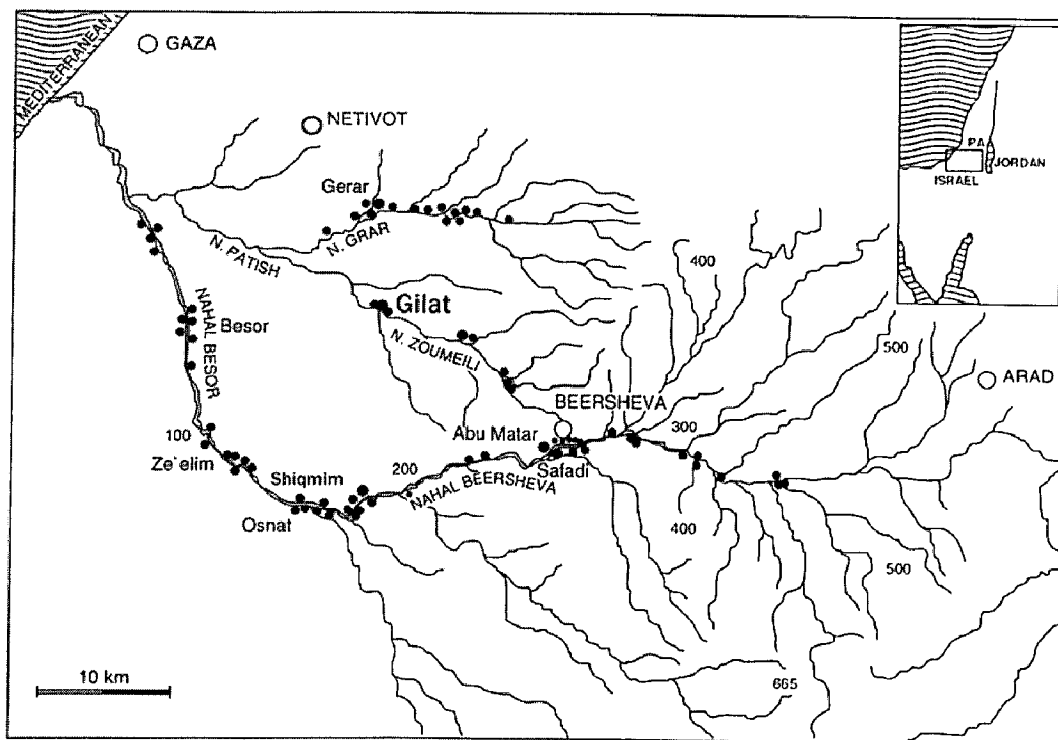 GAZA
MEDITERRANEAN
NETIVOT
PA
JORDAN
ISRAEL
Gerar
N. GRAR
N. PATISH
400
Gilat
NAHAL BESOR
Besor
N. ZOUMEILI
500
ARAD
BEERSHEVA
100
Abu Matar
300
Ze'elim
Safadi
Shiqmim
200
NAHAL BEERSHEVA
Osnat
400
500
10 km
665